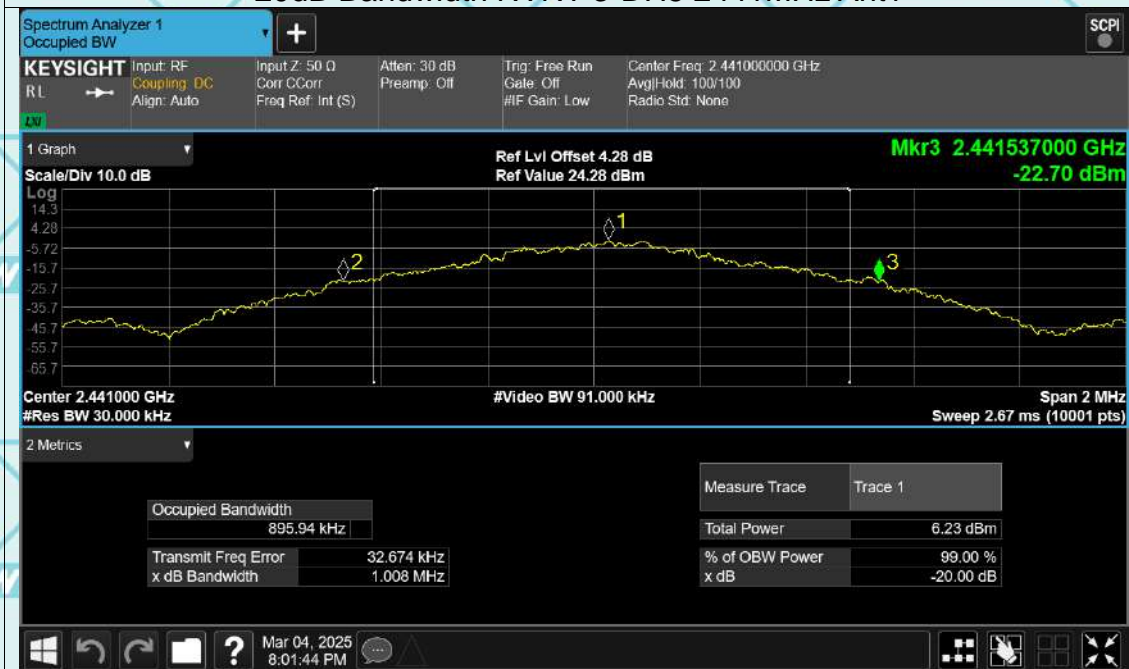 Spectrum Analyzer 1
Occupied BW
+
SCPI
KEYSIGHT
RL
LXI
Input: RF
Coupling: DC
Align: Auto
Input Z: 50 Ω
Corr CCorr
Freq Ref: Int (S)
Atten: 30 dB
Preamp: Off
Trig: Free Run
Gate: Off
#IF Gain: Low
Center Freq: 2.441000000 GHz
Avg|Hold: 100/100
Radio Std: None
1 Graph
Scale/Div 10.0 dB
Ref Lvl Offset 4.28 dB
Ref Value 24.28 dBm
Mkr3 2.441537000 GHz
-22.70 dBm
Log
14.3
4.28
-5.72
-15.7
-25.7
-35.7
-45.7
-55.7
-65.7
1
2
3
Center 2.441000 GHz
#Res BW 30.000 kHz
#Video BW 91.000 kHz
Span 2 MHz
Sweep 2.67 ms (10001 pts)
2 Metrics
Occupied Bandwidth
895.94 kHz
Transmit Freq Error 32.674 kHz
x dB Bandwidth 1.008 MHz
Measure Trace Trace 1
Total Power 6.23 dBm
% of OBW Power 99.00 %
x dB -20.00 dB
?
Mar 04, 2025
8:01:44 PM